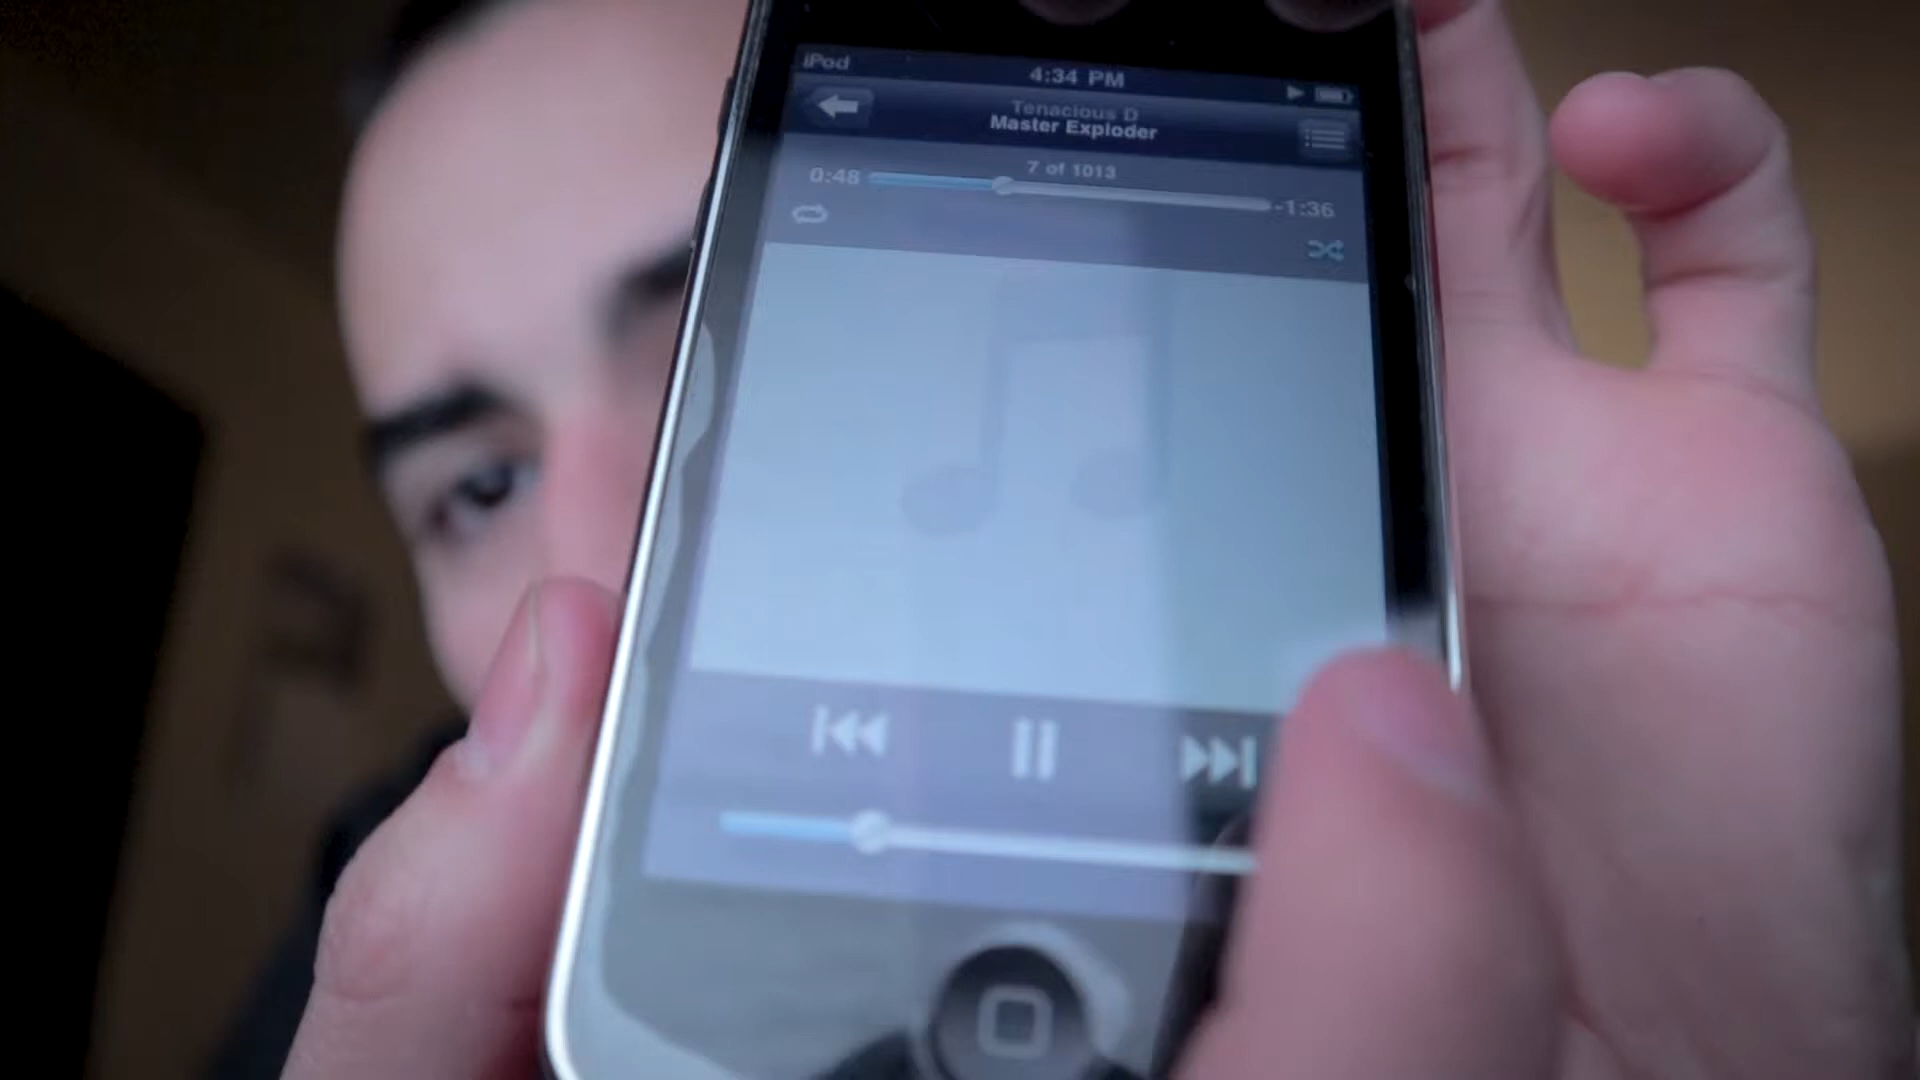 iPod
4:34 PM
Tenacious D
Master Exploder
7 of 1013
0:48
-1:36